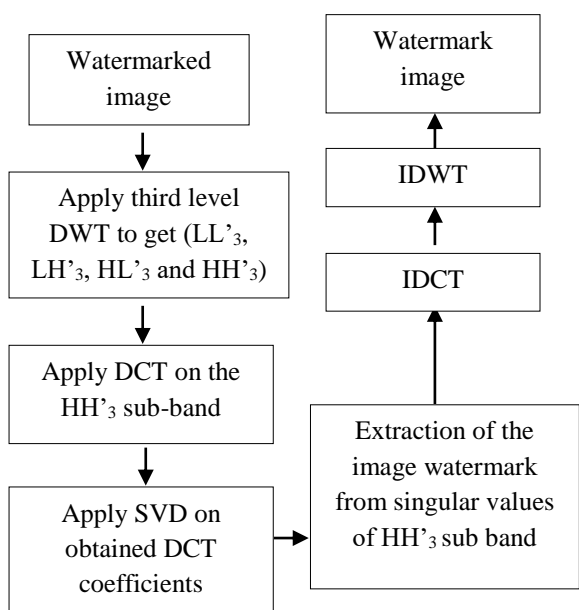 Watermarked
image
Apply third level
DWT to get (LL’₃,
LH’₃, HL’₃ and HH’₃)
Apply DCT on the
HH’₃ sub-band
Apply SVD on
obtained DCT
coefficients
Extraction of the
image watermark
from singular values
of HH’₃ sub band
IDCT
IDWT
Watermark
image